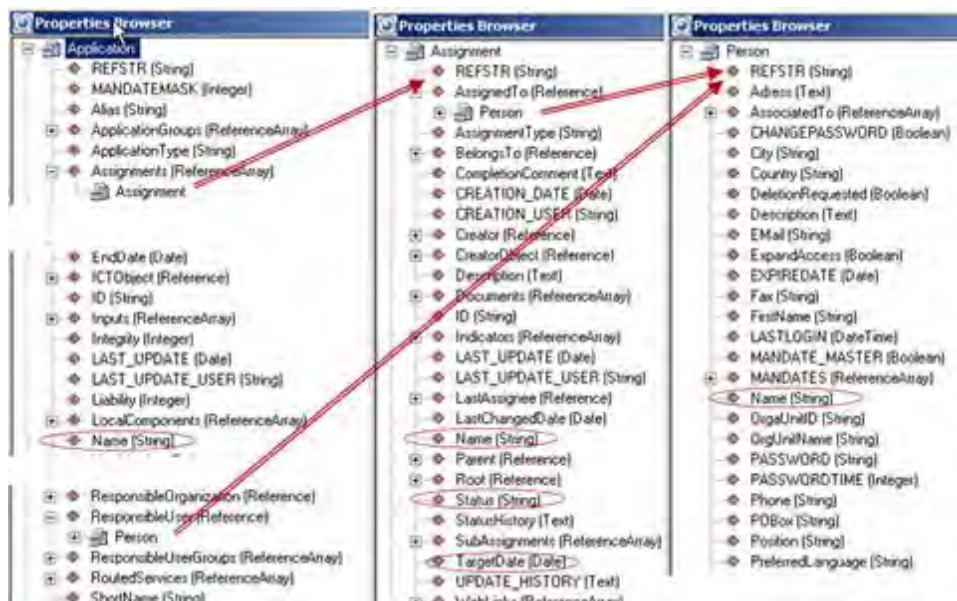 Properties Browser
Application
REFSTR (String)
MANDATEMASK (Integer)
Alias (String)
ApplicationGroups (ReferenceArray)
ApplicationType (String)
Assignments (ReferenceArray)
Assignment
EndDate (Date)
ICTObject (Reference)
ID (String)
Inputs (ReferenceArray)
Integrity (Integer)
LAST_UPDATE (Date)
LAST_UPDATE_USER (String)
Liability (Integer)
LocalComponents (ReferenceArray)
Name (String)
ResponsibleOrganization (Reference)
ResponsibleUser (Reference)
Person
ResponsibleUserGroups (ReferenceArray)
RoutedServices (ReferenceArray)
ShortName (String)
Properties Browser
Assignment
REFSTR (String)
AssignedTo (Reference)
Person
AssignmentType (String)
BelongsTo (Reference)
CompletionComment (Text)
CREATION_DATE (Date)
CREATION_USER (String)
Creator (Reference)
CreatorObject (Reference)
Description (Text)
Documents (ReferenceArray)
ID (String)
Indicators (ReferenceArray)
LAST_UPDATE (Date)
LAST_UPDATE_USER (String)
LastAssignee (Reference)
LastChangedDate (Date)
Name (String)
Parent (Reference)
Root (Reference)
Status (String)
StatusHistory (Text)
SubAssignments (ReferenceArray)
TargetDate (Date)
UPDATE_HISTORY (Text)
WebLinks (ReferenceArray)
Properties Browser
Person
REFSTR (String)
Adress (Text)
AssociatedTo (ReferenceArray)
CHANGEPASSWORD (Boolean)
City (String)
Country (String)
DeletionRequested (Boolean)
Description (Text)
EMail (String)
ExpandAccess (Boolean)
EXPIREDATE (Date)
Fax (String)
FirstName (String)
LASTLOGIN (DateTime)
MANDATE_MASTER (Boolean)
MANDATES (ReferenceArray)
Name (String)
OrgaUnitID (String)
OrgUnitName (String)
PASSWORD (String)
PASSWORDTIME (Integer)
Phone (String)
POBox (String)
Position (String)
PreferredLanguage (String)